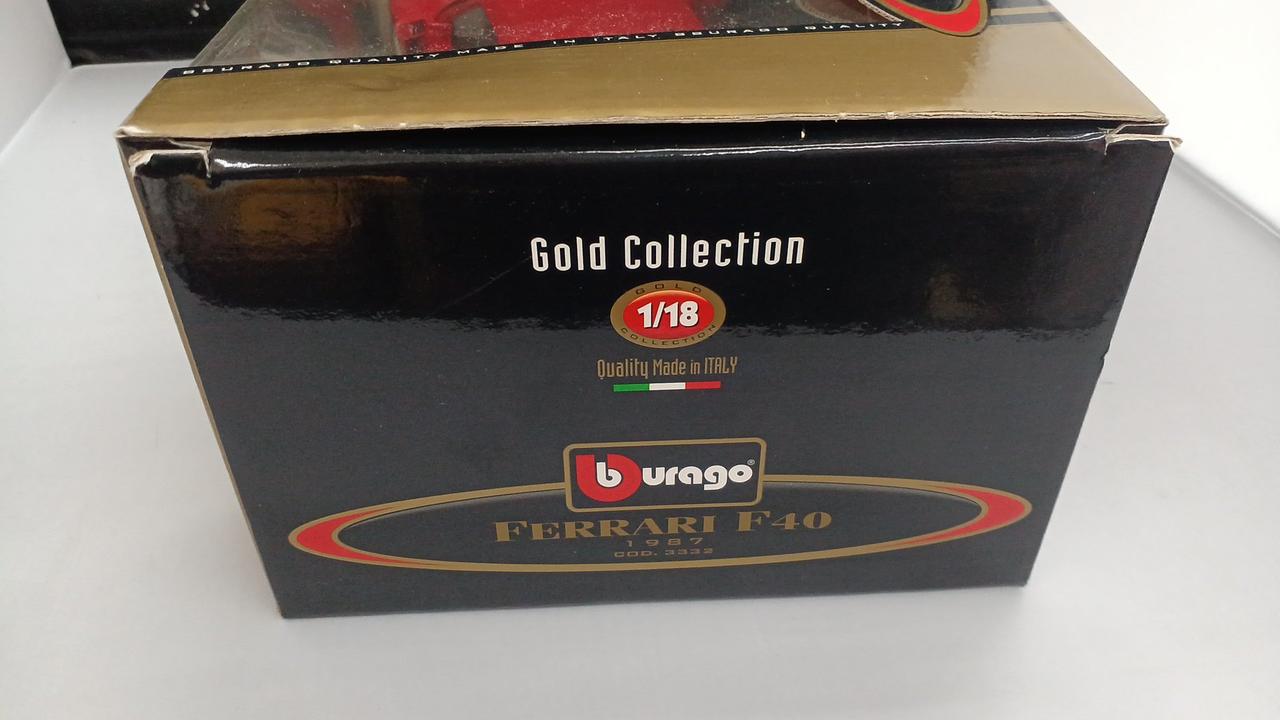 BBURAGO QUALITY MADE IN ITALY BBURAGO QUALITY
Gold Collection
GOLD
1/18
COLLECTION
Quality Made in ITALY
bburago®
FERRARI F40
1987
COD. 3332